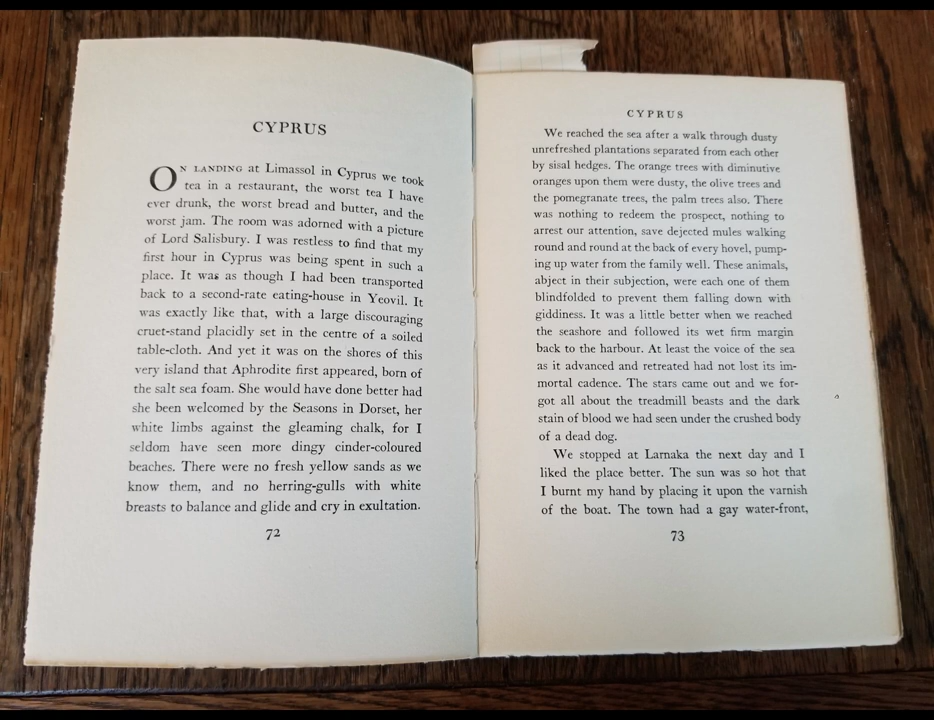 CYPRUS
ON LANDING at Limassol in Cyprus we took
tea in a restaurant, the worst tea I have
ever drunk, the worst bread and butter, and the
worst jam. The room was adorned with a picture
of Lord Salisbury. I was restless to find that my
first hour in Cyprus was being spent in such a
place. It was as though I had been transported
back to a second-rate eating-house in Yeovil. It
was exactly like that, with a large discouraging
cruet-stand placidly set in the centre of a soiled
table-cloth. And yet it was on the shores of this
very island that Aphrodite first appeared, born of
the salt sea foam. She would have done better had
she been welcomed by the Seasons in Dorset, her
white limbs against the gleaming chalk, for I
seldom have seen more dingy cinder-coloured
beaches. There were no fresh yellow sands as we
know them, and no herring-gulls with white
breasts to balance and glide and cry in exultation.
72
CYPRUS
We reached the sea after a walk through dusty
unrefreshed plantations separated from each other
by sisal hedges. The orange trees with diminutive
oranges upon them were dusty, the olive trees and
the pomegranate trees, the palm trees also. There
was nothing to redeem the prospect, nothing to
arrest our attention, save dejected mules walking
round and round at the back of every hovel, pump-
ing up water from the family well. These animals,
abject in their subjection, were each one of them
blindfolded to prevent them falling down with
giddiness. It was a little better when we reached
the seashore and followed its wet firm margin
back to the harbour. At least the voice of the sea
as it advanced and retreated had not lost its im-
mortal cadence. The stars came out and we for-
got all about the treadmill beasts and the dark
stain of blood we had seen under the crushed body
of a dead dog.
We stopped at Larnaka the next day and I
liked the place better. The sun was so hot that
I burnt my hand by placing it upon the varnish
of the boat. The town had a gay water-front,
73